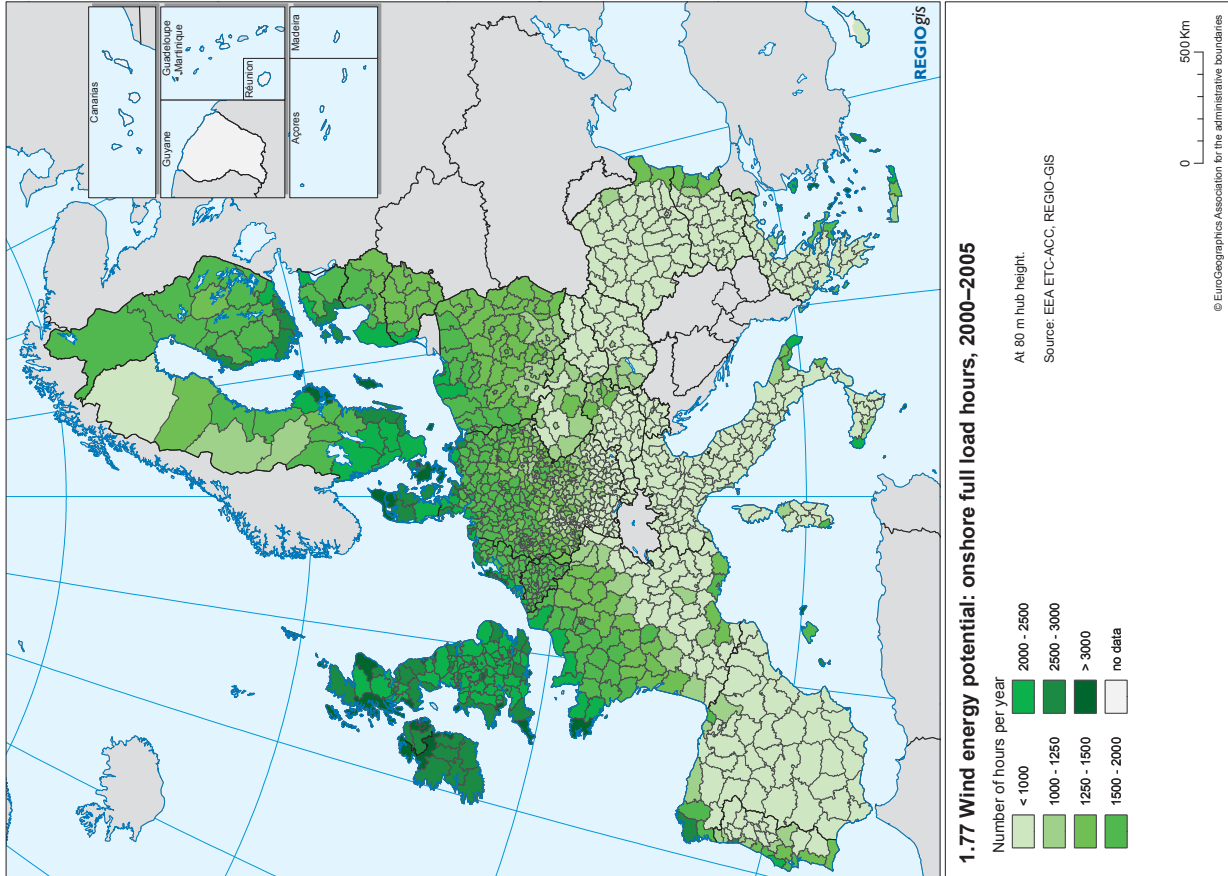 Canarias
Guyane
Guadeloupe
Martinique
Réunion
Açores
Madeira
REGIOgis
1.77 Wind energy potential: onshore full load hours, 2000–2005
Number of hours per year
< 1000
1000 - 1250
1250 - 1500
1500 - 2000
2000 - 2500
2500 - 3000
> 3000
no data
At 80 m hub height.
Source: EEA ETC-ACC, REGIO-GIS
0 500 Km
© EuroGeographics Association for the administrative boundaries